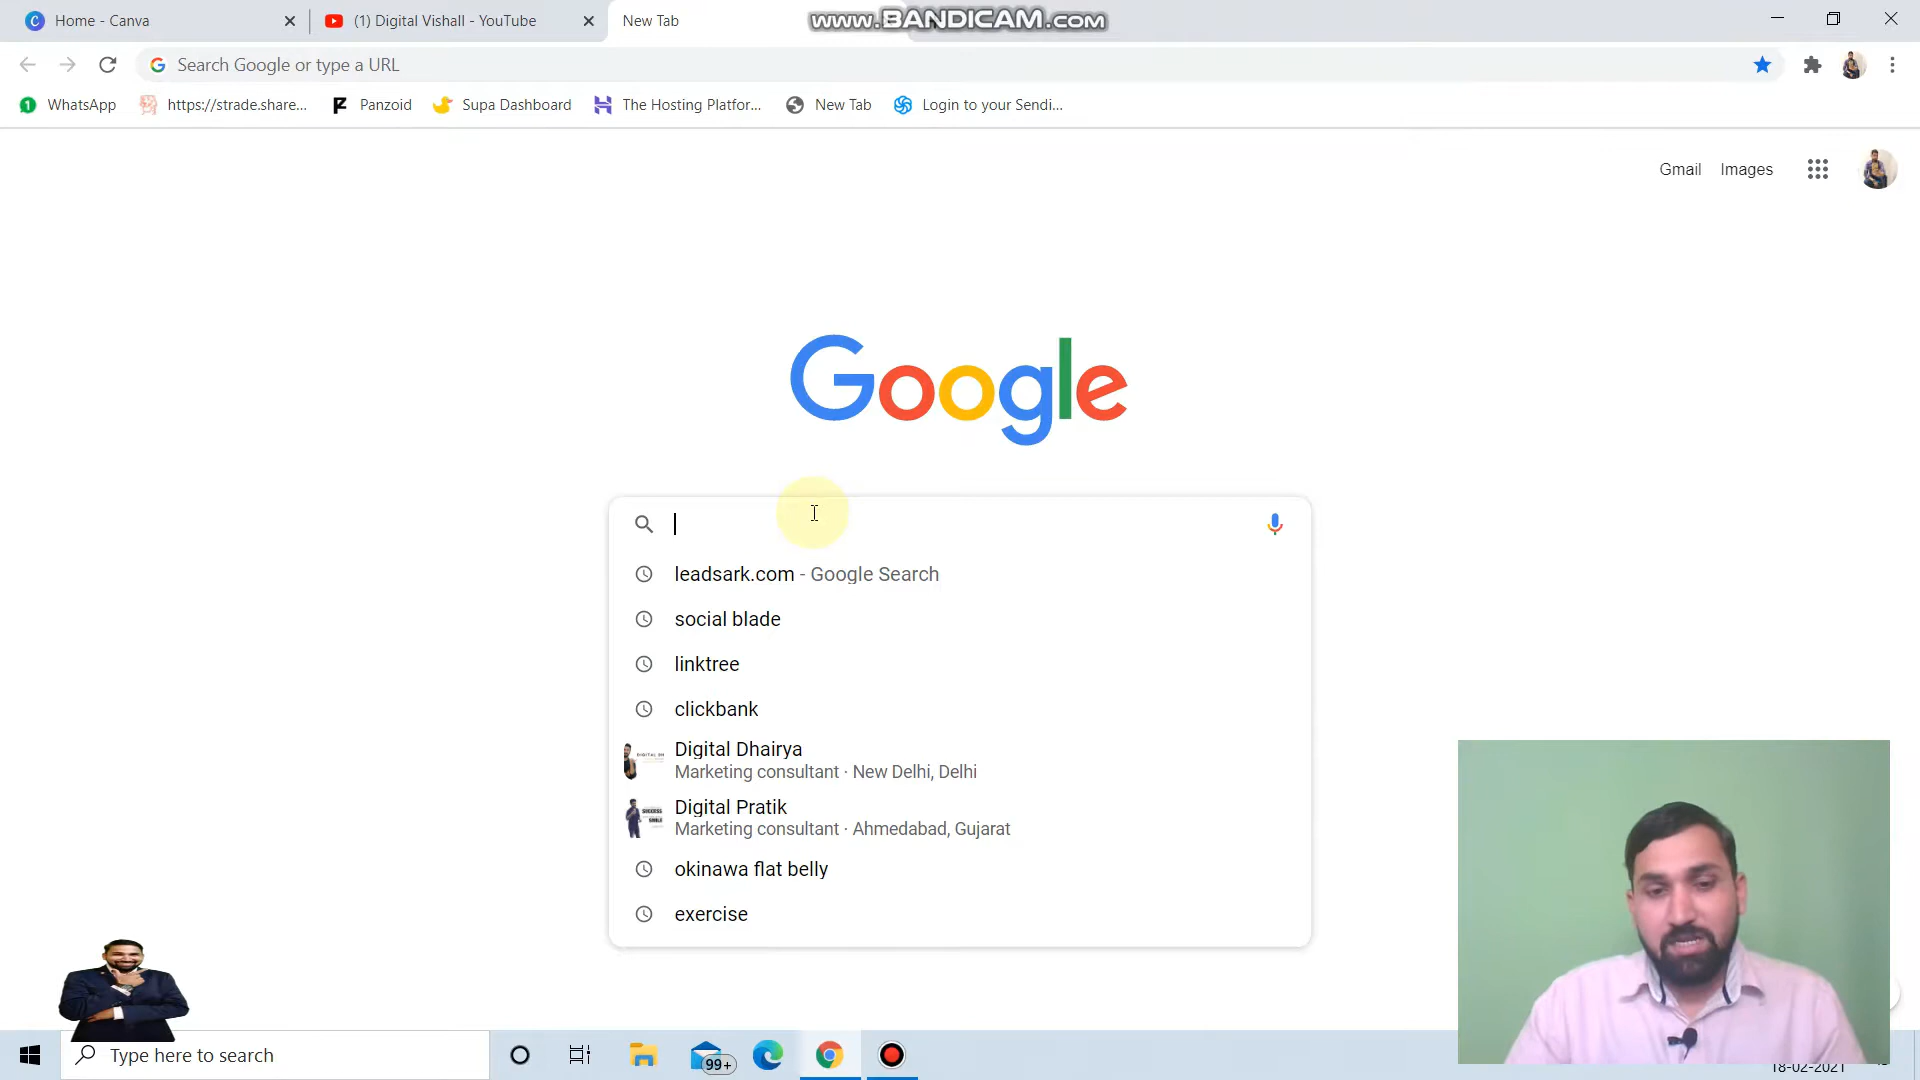 Home - Canva
(1) Digital Vishall - YouTube
New Tab
www.BANDICAM.com
Search Google or type a URL
WhatsApp
https://strade.share...
Panzoid
Supa Dashboard
The Hosting Platfor...
New Tab
Login to your Sendi...
Gmail
Images
Google
leadsark.com - Google Search
social blade
linktree
clickbank
Digital Dhairya
Marketing consultant · New Delhi, Delhi
Digital Pratik
Marketing consultant · Ahmedabad, Gujarat
okinawa flat belly
exercise
Type here to search
99+
18-02-2021